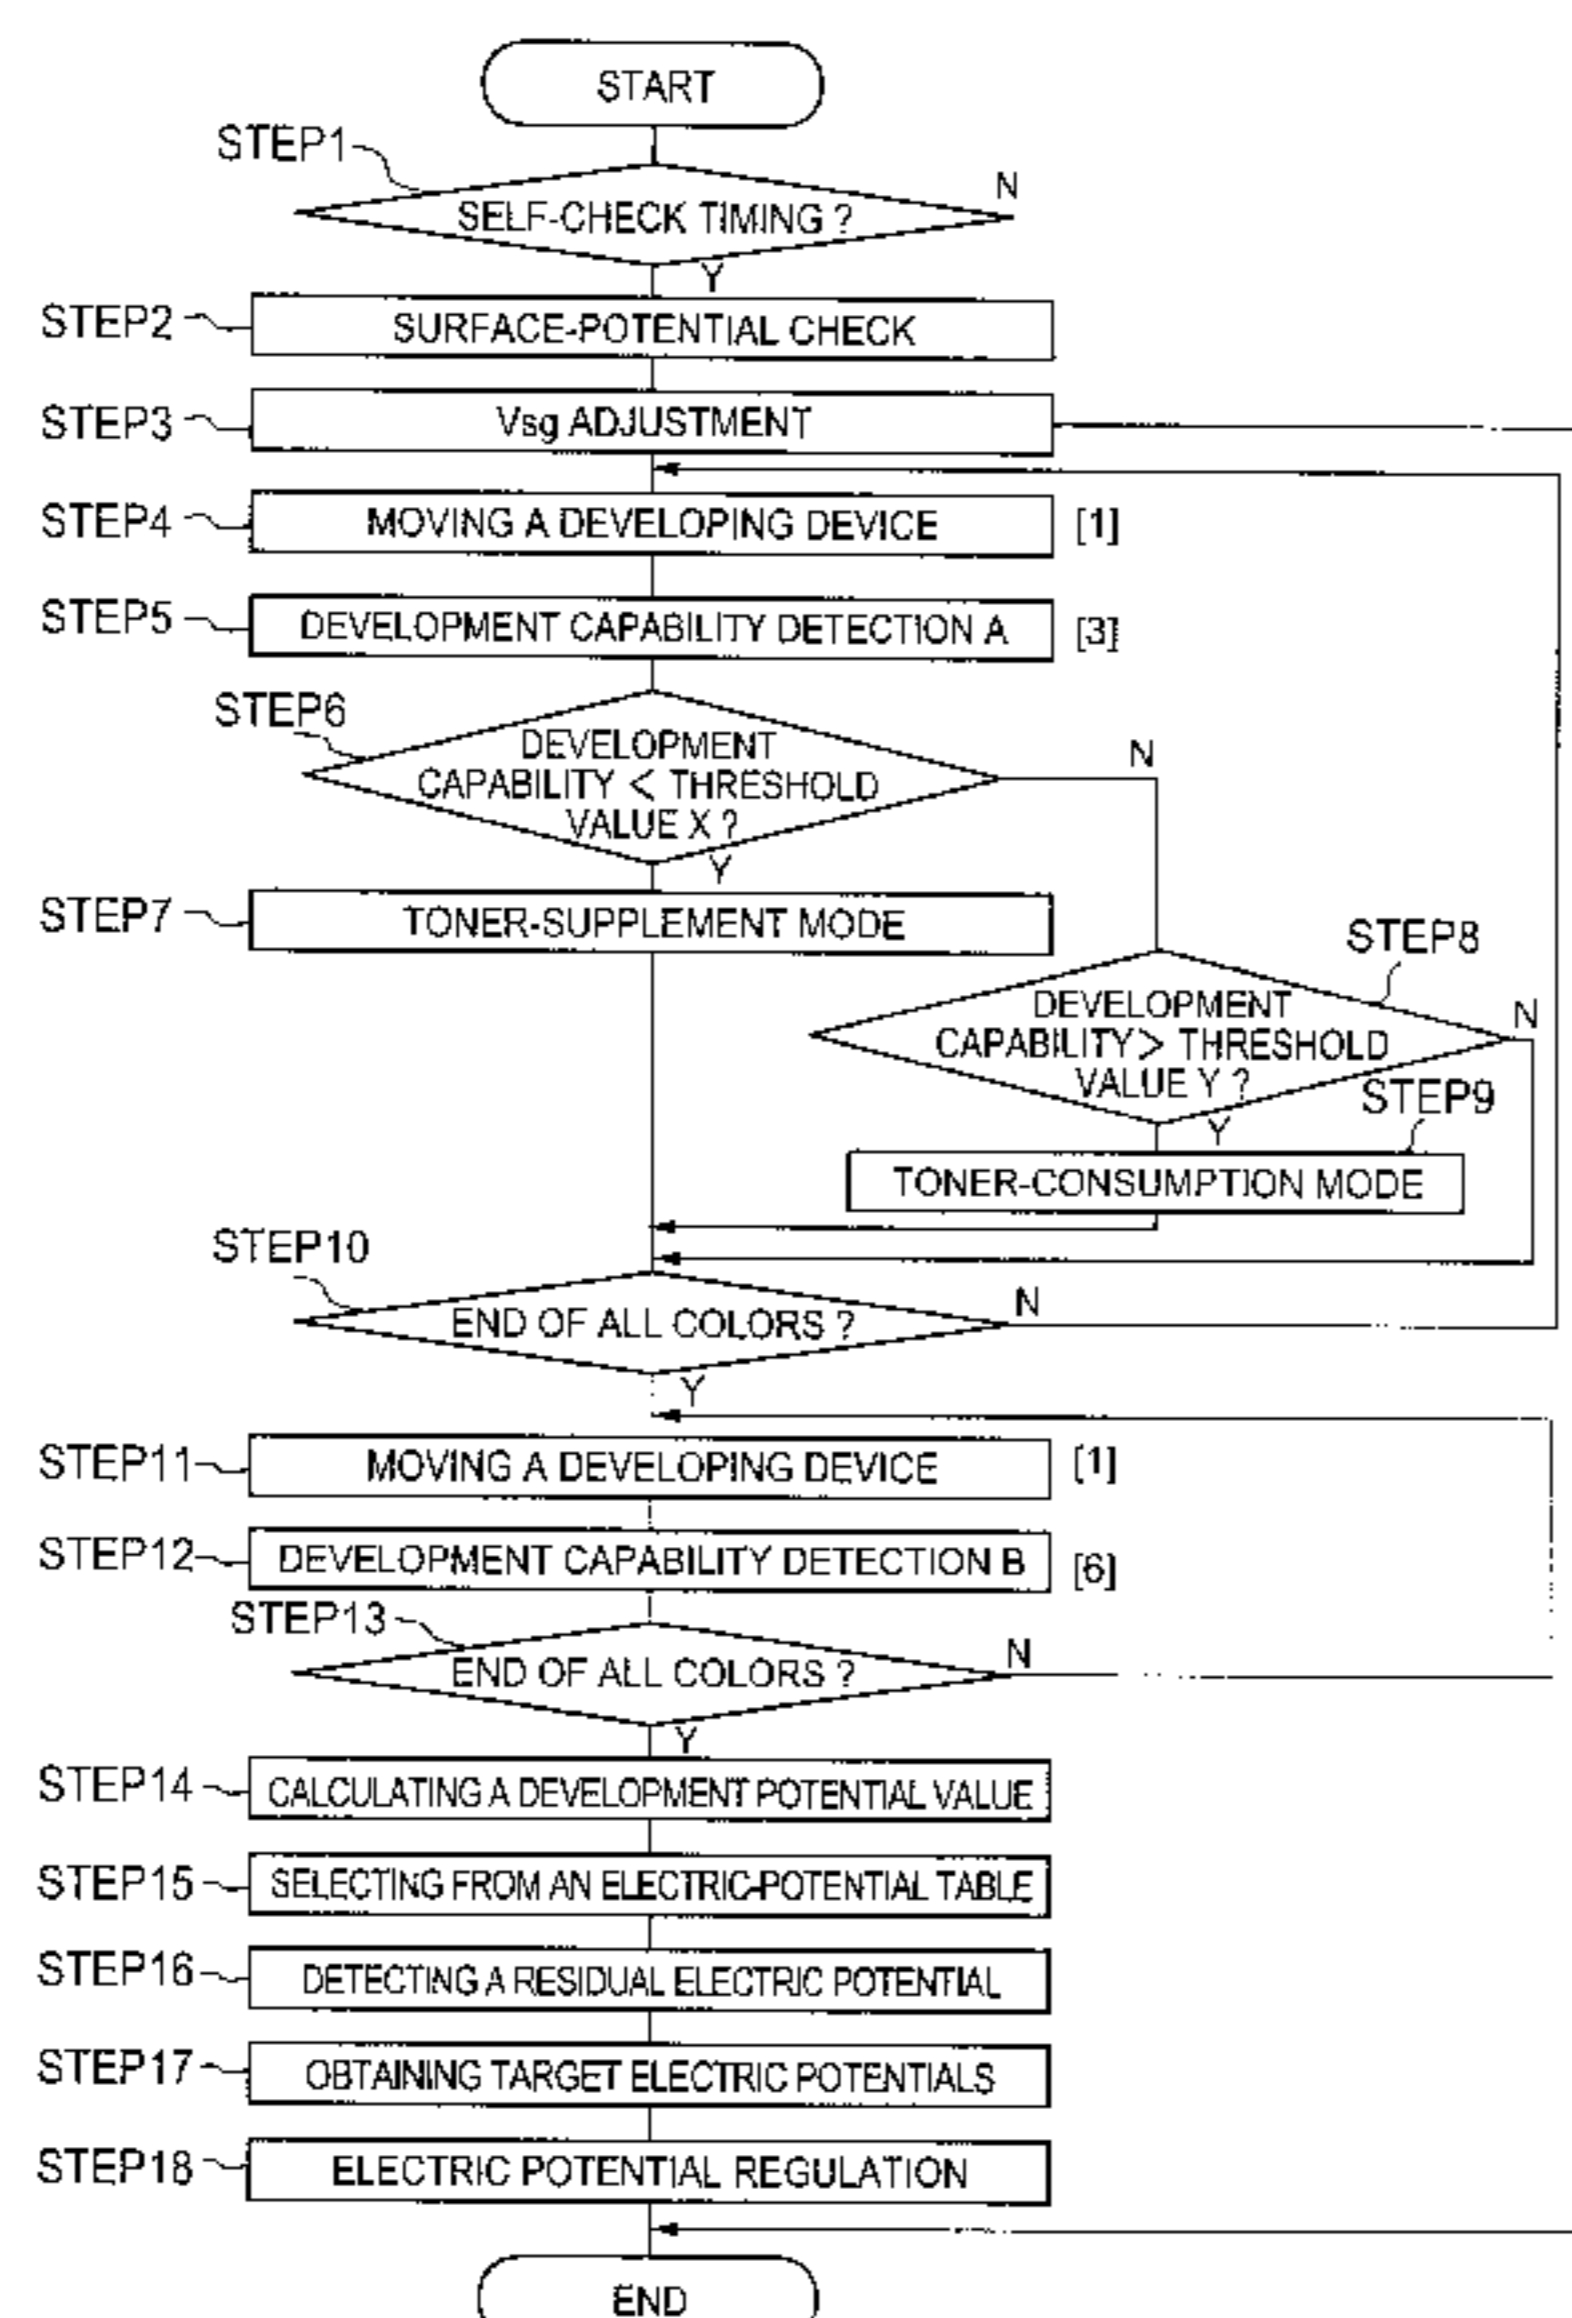 START
STEP1
SELF-CHECK TIMING ?
N
Y
STEP2
SURFACE-POTENTIAL CHECK
STEP3
Vsg ADJUSTMENT
STEP4
MOVING A DEVELOPING DEVICE
[1]
STEP5
DEVELOPMENT CAPABILITY DETECTION A
[3]
STEP6
DEVELOPMENT
CAPABILITY < THRESHOLD
VALUE X ?
N
Y
STEP7
TONER-SUPPLEMENT MODE
STEP8
DEVELOPMENT
CAPABILITY > THRESHOLD
VALUE Y ?
N
Y
STEP9
TONER-CONSUMPTION MODE
STEP10
END OF ALL COLORS ?
N
Y
STEP11
MOVING A DEVELOPING DEVICE
[1]
STEP12
DEVELOPMENT CAPABILITY DETECTION B
[6]
STEP13
END OF ALL COLORS ?
N
Y
STEP14
CALCULATING A DEVELOPMENT POTENTIAL VALUE
STEP15
SELECTING FROM AN ELECTRIC-POTENTIAL TABLE
STEP16
DETECTING A RESIDUAL ELECTRIC POTENTIAL
STEP17
OBTAINING TARGET ELECTRIC POTENTIALS
STEP18
ELECTRIC POTENTIAL REGULATION
END